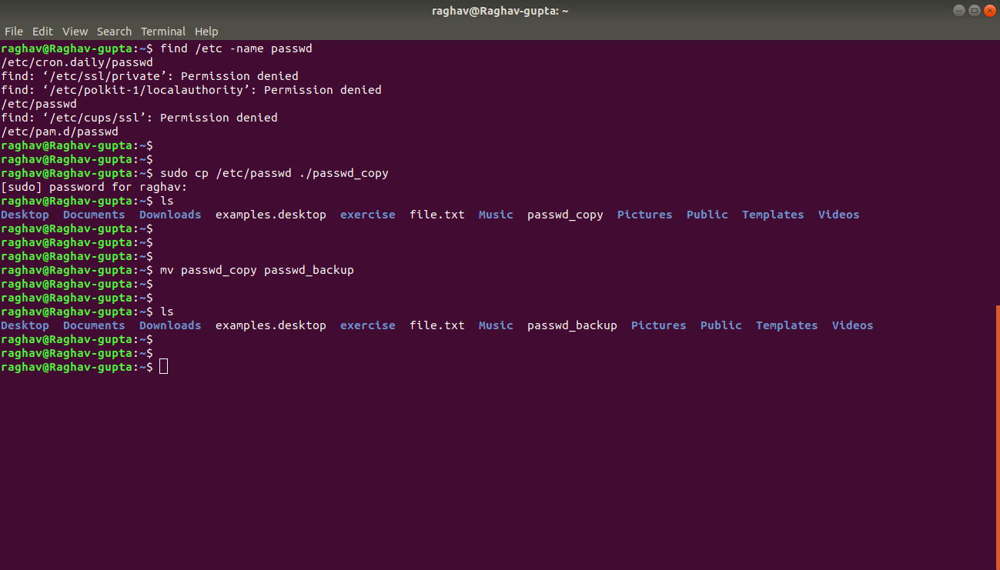 raghav@Raghav-gupta: ~
File Edit View Search Terminal Help
raghav@Raghav-gupta:~$ find /etc -name passwd
/etc/cron.daily/passwd
find: ‘/etc/ssl/private’: Permission denied
find: ‘/etc/polkit-1/localauthority’: Permission denied
/etc/passwd
find: ‘/etc/cups/ssl’: Permission denied
/etc/pam.d/passwd
raghav@Raghav-gupta:~$
raghav@Raghav-gupta:~$
raghav@Raghav-gupta:~$ sudo cp /etc/passwd ./passwd_copy
[sudo] password for raghav:
raghav@Raghav-gupta:~$ ls
Desktop  Documents  Downloads  examples.desktop  exercise  file.txt  Music  passwd_copy  Pictures  Public  Templates  Videos
raghav@Raghav-gupta:~$
raghav@Raghav-gupta:~$
raghav@Raghav-gupta:~$
raghav@Raghav-gupta:~$ mv passwd_copy passwd_backup
raghav@Raghav-gupta:~$
raghav@Raghav-gupta:~$
raghav@Raghav-gupta:~$ ls
Desktop  Documents  Downloads  examples.desktop  exercise  file.txt  Music  passwd_backup  Pictures  Public  Templates  Videos
raghav@Raghav-gupta:~$
raghav@Raghav-gupta:~$
raghav@Raghav-gupta:~$